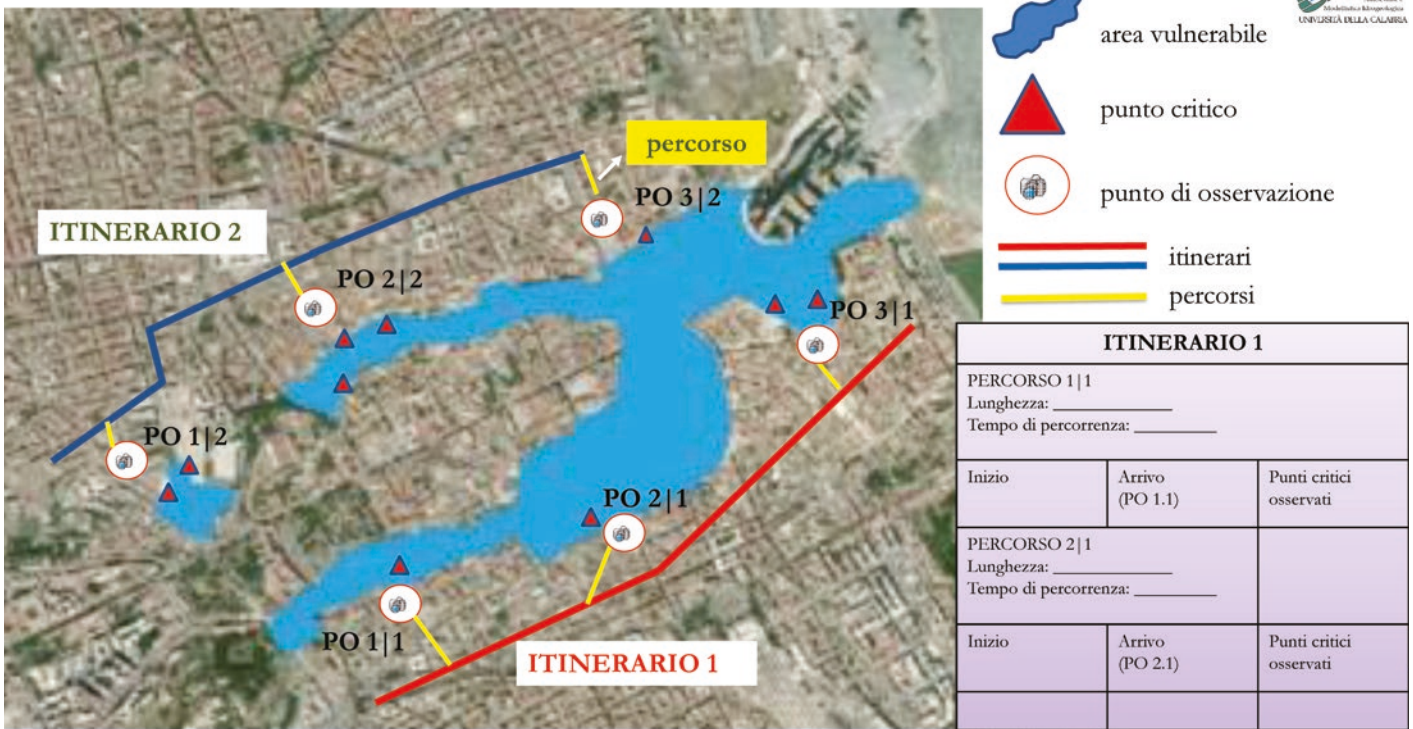 Modellistica Idrogeologica
UNIVERSITÀ DELLA CALABRIA
area vulnerabile
punto critico
punto di osservazione
itinerari
percorsi
percorso
PO 3|2
ITINERARIO 2
PO 2|2
PO 3|1
PO 1|2
PO 2|1
PO 1|1
ITINERARIO 1
ITINERARIO 1
PERCORSO 1|1
Lunghezza: ____________
Tempo di percorrenza: ________
Inizio
Arrivo
(PO 1.1)
Punti critici
osservati
PERCORSO 2|1
Lunghezza: ____________
Tempo di percorrenza: ________
Inizio
Arrivo
(PO 2.1)
Punti critici
osservati